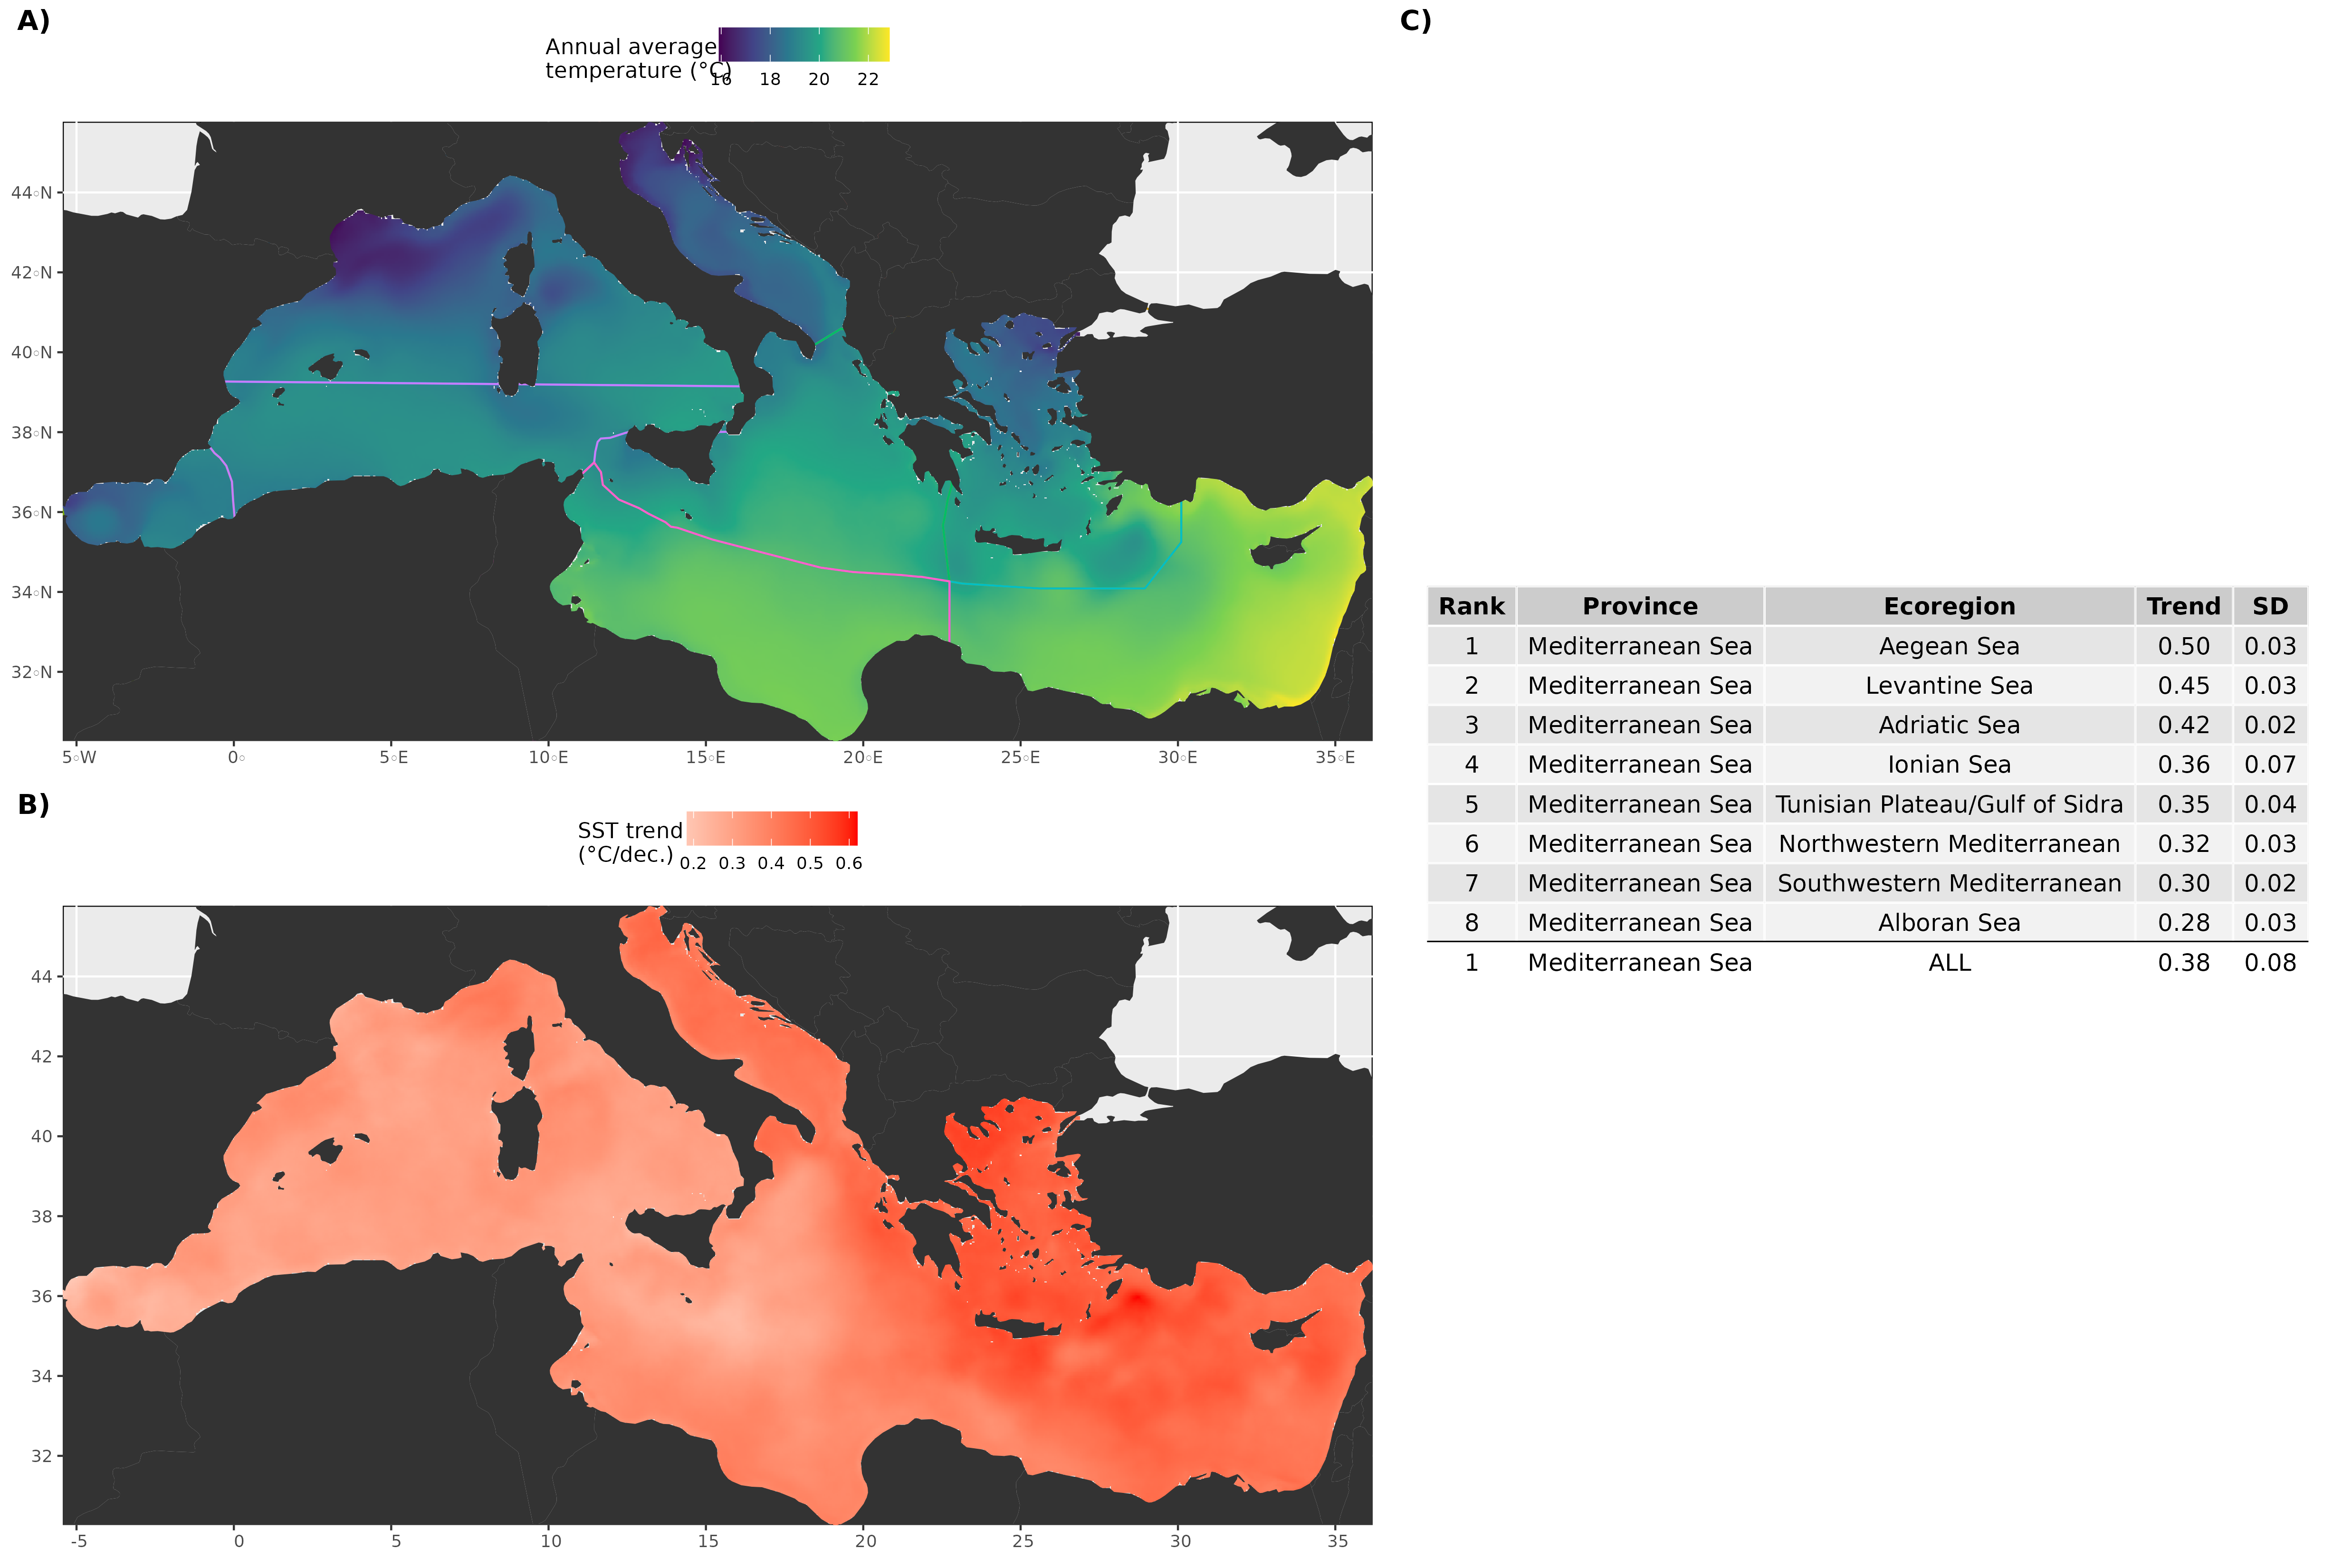 A)
Annual average
temperature (°C)
16 18 20 22
44°N
42°N
40°N
38°N
36°N
34°N
32°N
5°W 0° 5°E 10°E 15°E 20°E 25°E 30°E 35°E
B)
SST trend
(°C/dec.)
0.2 0.3 0.4 0.5 0.6
44
42
40
38
36
34
32
-5 0 5 10 15 20 25 30 35
C)
Rank Province Ecoregion Trend SD
1 Mediterranean Sea Aegean Sea 0.50 0.03
2 Mediterranean Sea Levantine Sea 0.45 0.03
3 Mediterranean Sea Adriatic Sea 0.42 0.02
4 Mediterranean Sea Ionian Sea 0.36 0.07
5 Mediterranean Sea Tunisian Plateau/Gulf of Sidra 0.35 0.04
6 Mediterranean Sea Northwestern Mediterranean 0.32 0.03
7 Mediterranean Sea Southwestern Mediterranean 0.30 0.02
8 Mediterranean Sea Alboran Sea 0.28 0.03
1 Mediterranean Sea ALL 0.38 0.08